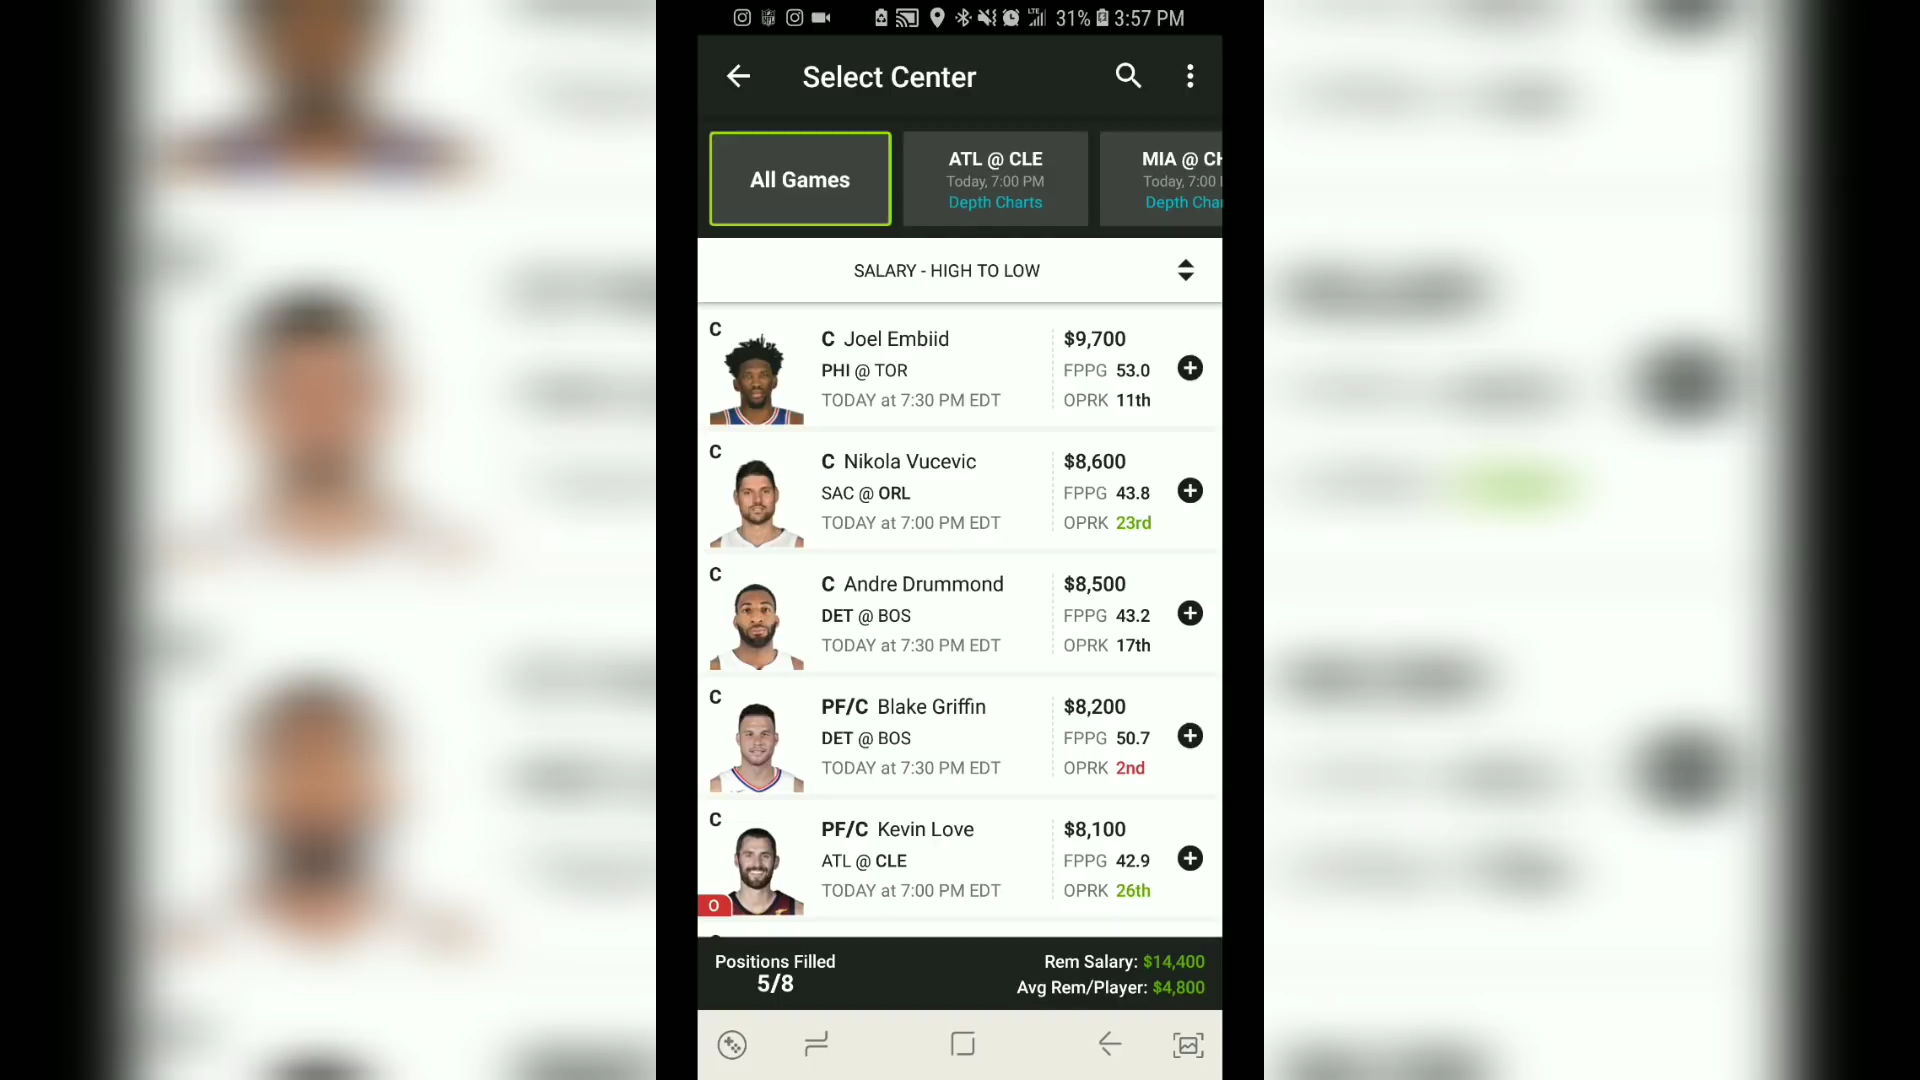 LTE 31% 3:57 PM
Select Center
All Games
ATL @ CLE
Today, 7:00 PM
Depth Charts
MIA @ CH
Today, 7:00
Depth Char
SALARY - HIGH TO LOW
C
C Joel Embiid
PHI @ TOR
TODAY at 7:30 PM EDT
$9,700
FPPG 53.0
OPRK 11th
C
C Nikola Vucevic
SAC @ ORL
TODAY at 7:00 PM EDT
$8,600
FPPG 43.8
OPRK 23rd
C
C Andre Drummond
DET @ BOS
TODAY at 7:30 PM EDT
$8,500
FPPG 43.2
OPRK 17th
C
PF/C Blake Griffin
DET @ BOS
TODAY at 7:30 PM EDT
$8,200
FPPG 50.7
OPRK 2nd
C
O
PF/C Kevin Love
ATL @ CLE
TODAY at 7:00 PM EDT
$8,100
FPPG 42.9
OPRK 26th
Positions Filled
5/8
Rem Salary: $14,400
Avg Rem/Player: $4,800